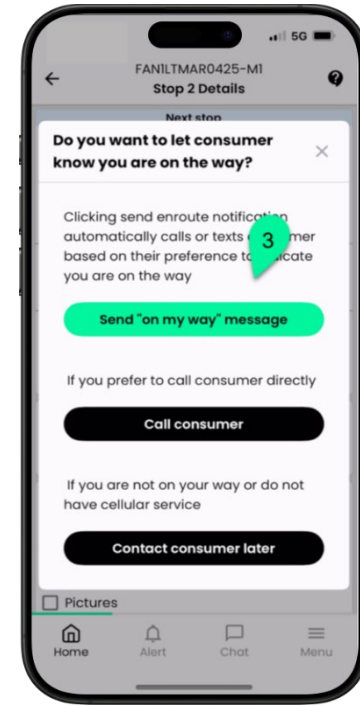 5G
FANILTMAR0425-M1
Stop 2 Details
Next stop
Do you want to let consumer
know you are on the way?
Clicking send enroute notification
automatically calls or texts mer
based on their preference to icate
you are on the way
3
Send "on my way" message
If you prefer to call consumer directly
Call consumer
If you are not on your way or do not
have cellular service
Contact consumer later
Pictures
Home Alert Chat Menu